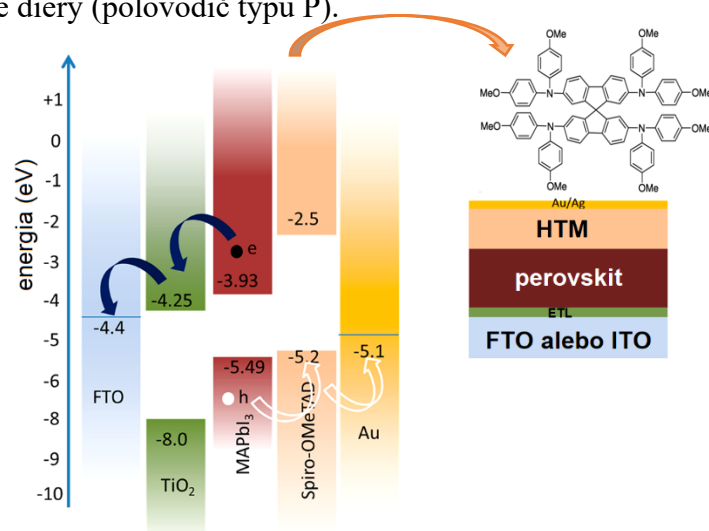 e diery (polovodič typu P).
energia (eV)
+1
0
-1
-2
-3
-4
-5
-6
-8
-9
-10
-4.4
FTO
-4.25
-8.0
TiO2
e
-3.93
-5.49
h
MAPbI3
-2.5
-5.2
Spiro-OMeTAD
-5.1
Au
OMe
OMe
MeO
N
N
OMe
MeO
N
N
OMe
OMe
OMe
Au/Ag
HTM
perovskit
ETL
FTO alebo ITO